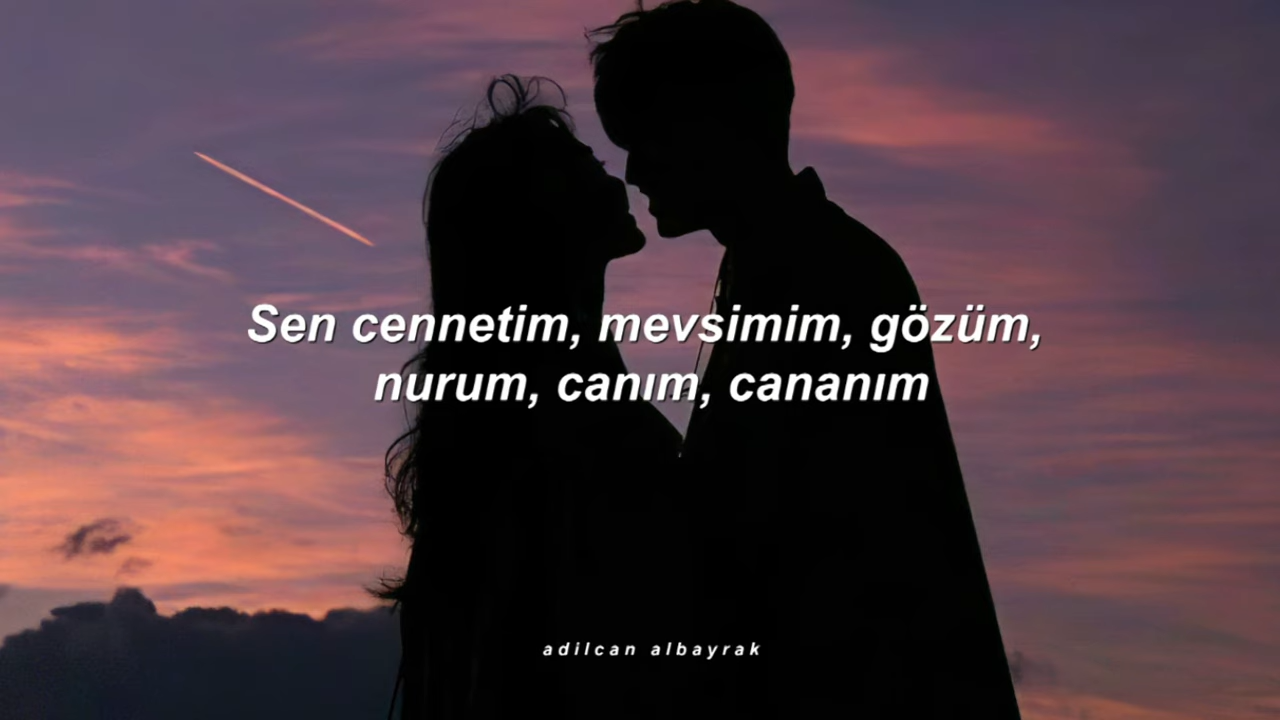 Sen cennetim, mevsimim, gözüm,
nurum, canım, cananım
adilcan albayrak